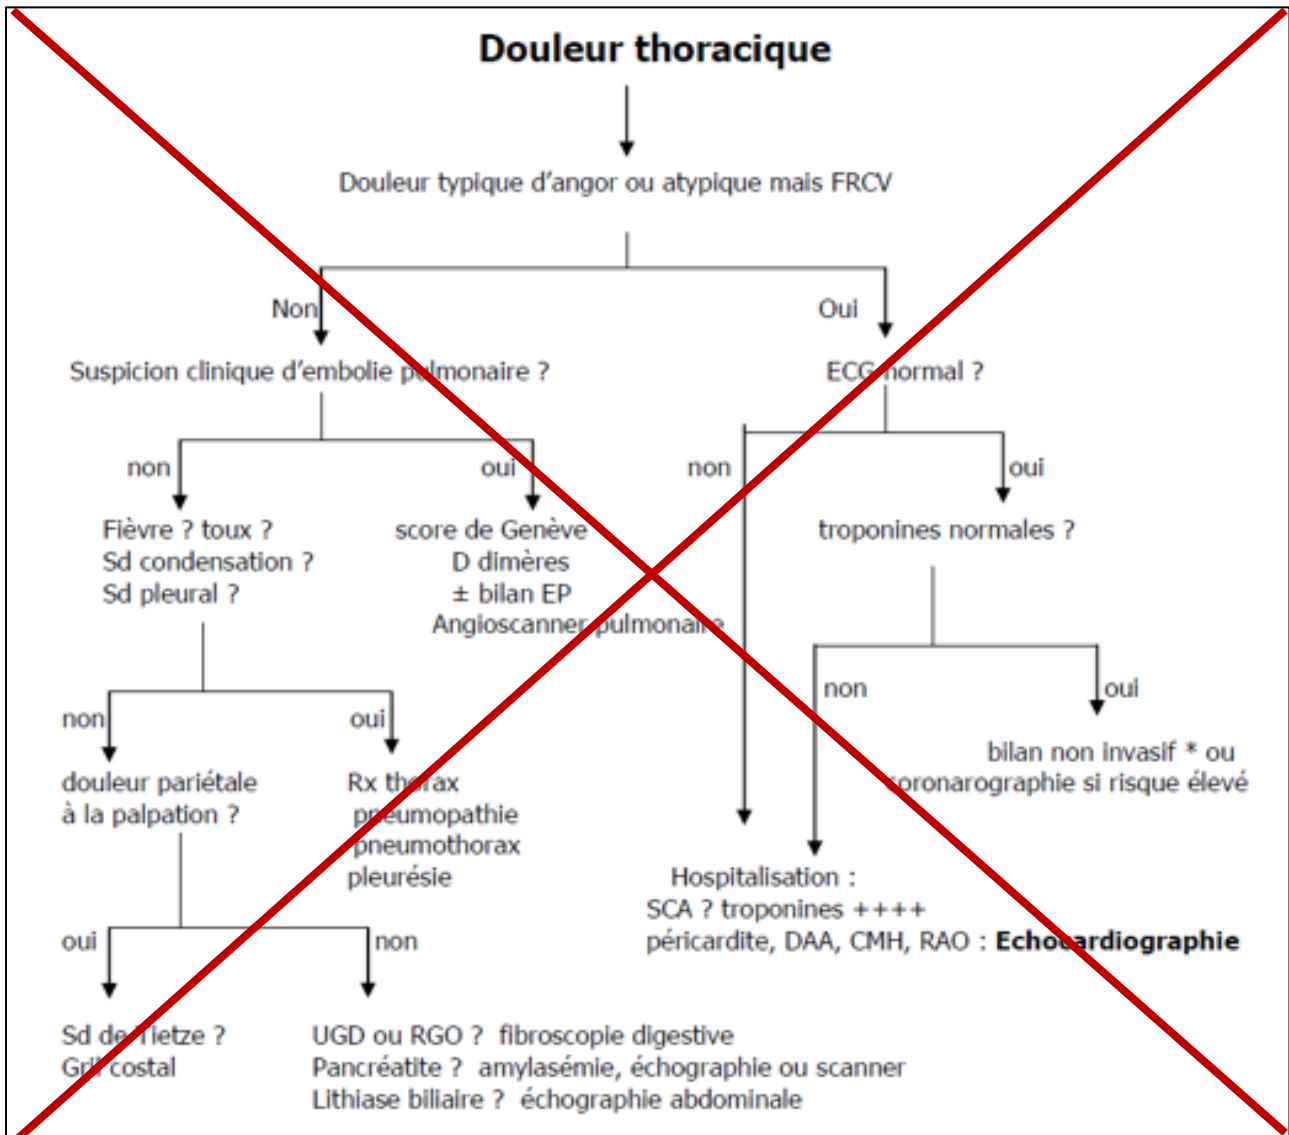 Douleur thoracique
Douleur typique d'angor ou atypique mais FRCV
Non
Oui
Suspicion clinique d'embolie pulmonaire ?
ECG normal ?
non
oui
non
oui
Fièvre ? toux ?
Sd condensation ?
Sd pleural ?
score de Genève
D dimères
± bilan EP
Angioscanner pulmonaire
troponines normales ?
non
oui
non
oui
douleur pariétale
à la palpation ?
Rx thorax
pneumopathie
pneumothorax
pleurésie
bilan non invasif * ou
coronarographie si risque élevé
Hospitalisation :
SCA ? troponines ++++
péricardite, DAA, CMH, RAO : Echocardiographie
oui
non
Sd de Tietze ?
Gril costal
UGD ou RGO ? fibroscopie digestive
Pancréatite ? amylasémie, échographie ou scanner
Lithiase biliaire ? échographie abdominale